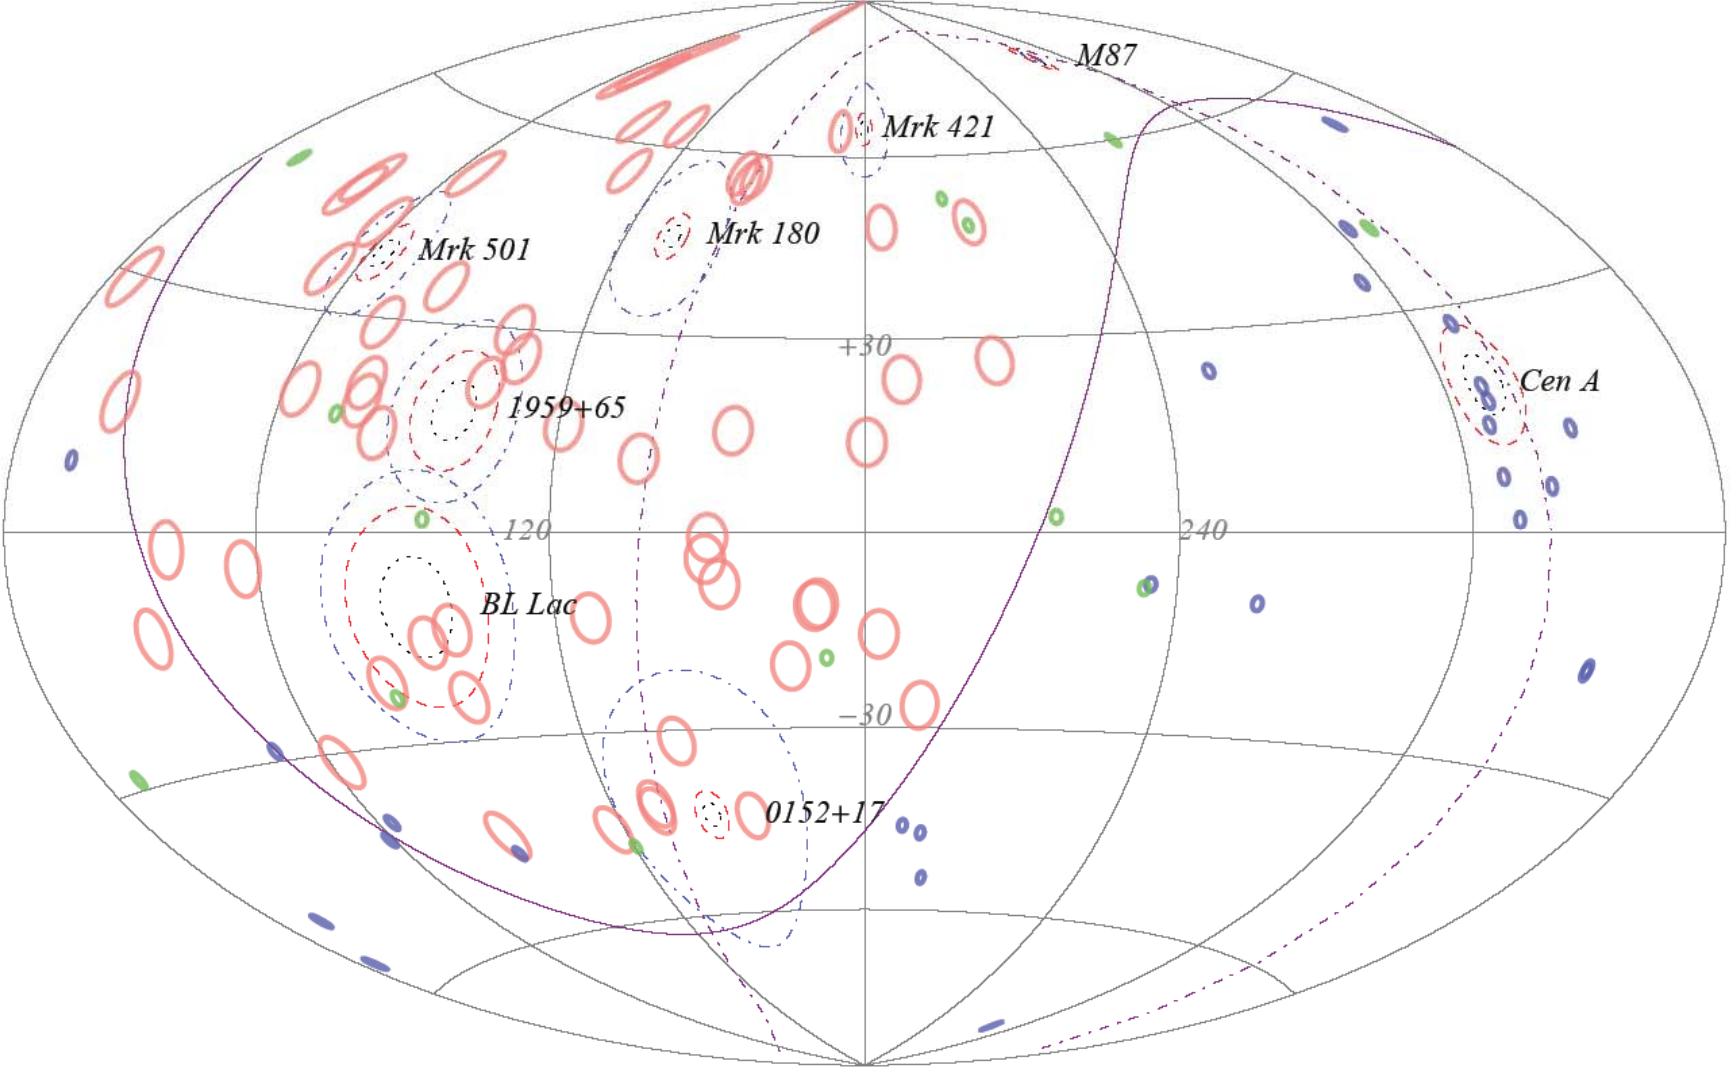 M87
Mrk 421
Mrk 180
Mrk 501
+30
Cen A
1959+65
120
240
BL Lac
−30
0152+17